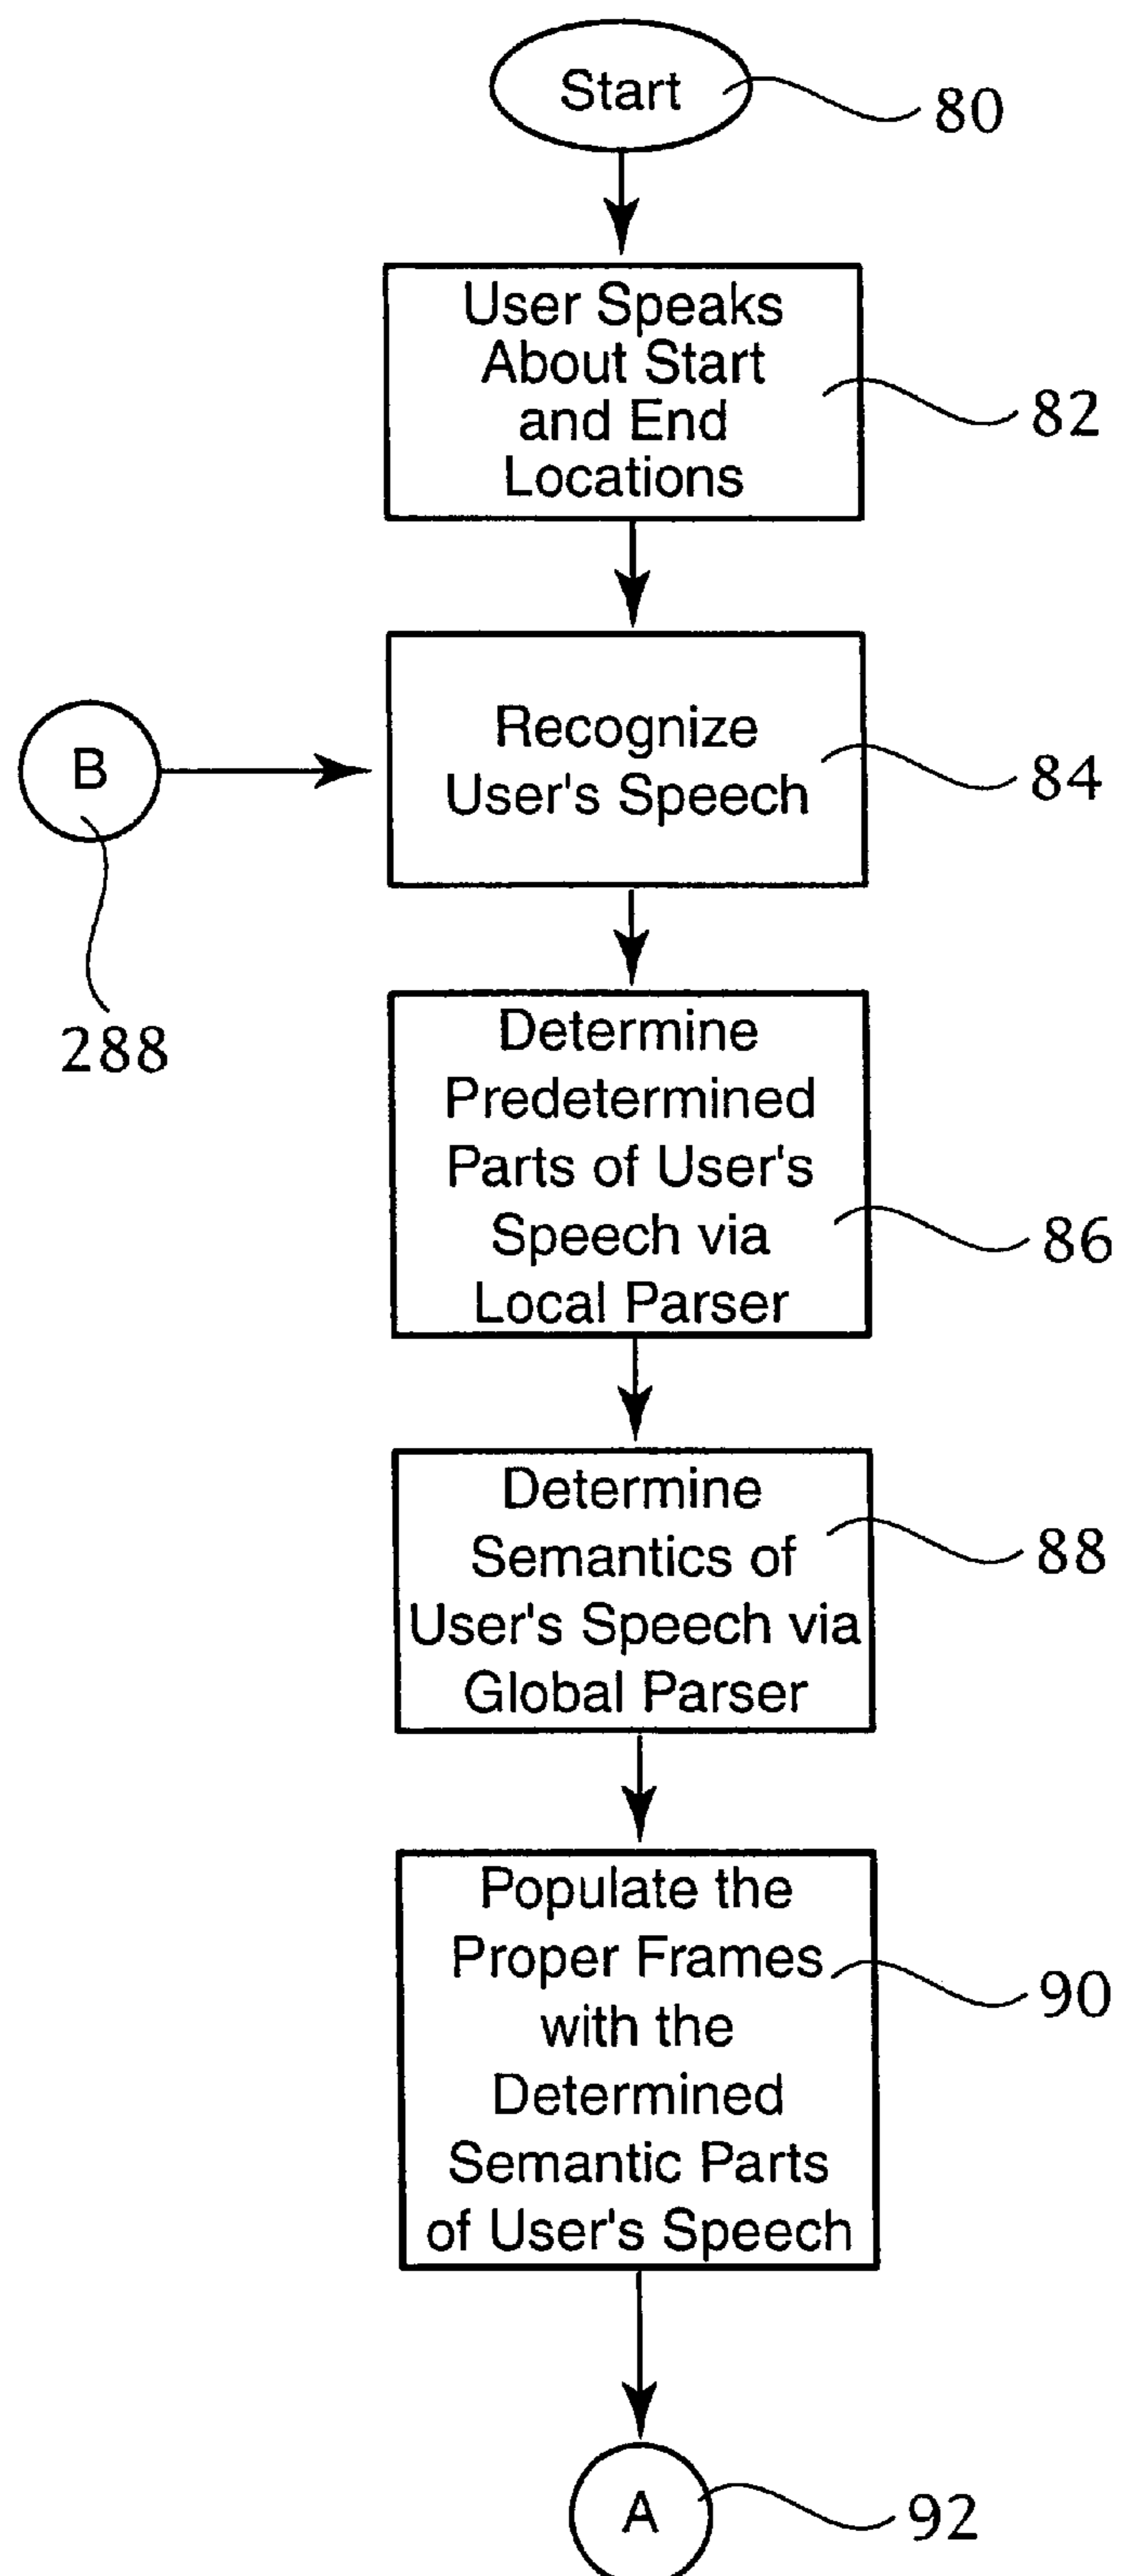 Start
80
User Speaks
About Start
and End
Locations
82
B
288
Recognize
User's Speech
84
Determine
Predetermined
Parts of User's
Speech via
Local Parser
86
Determine
Semantics of
User's Speech via
Global Parser
88
Populate the
Proper Frames
with the
Determined
Semantic Parts
of User's Speech
90
A
92